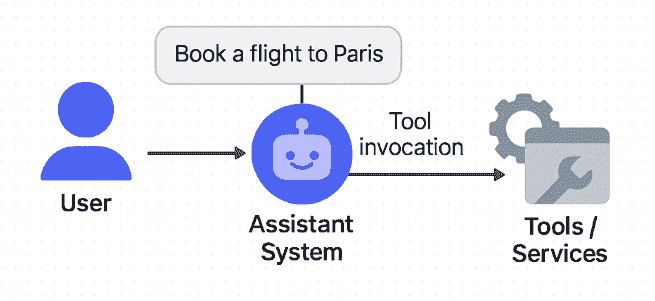 Book a flight to Paris
Tool
invocation
User
Assistant
System
Tools /
Services